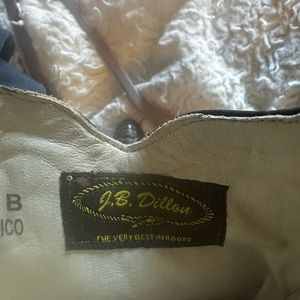 B
ICO
J.B. Dillon
THE VERY BEST IN BOOTS